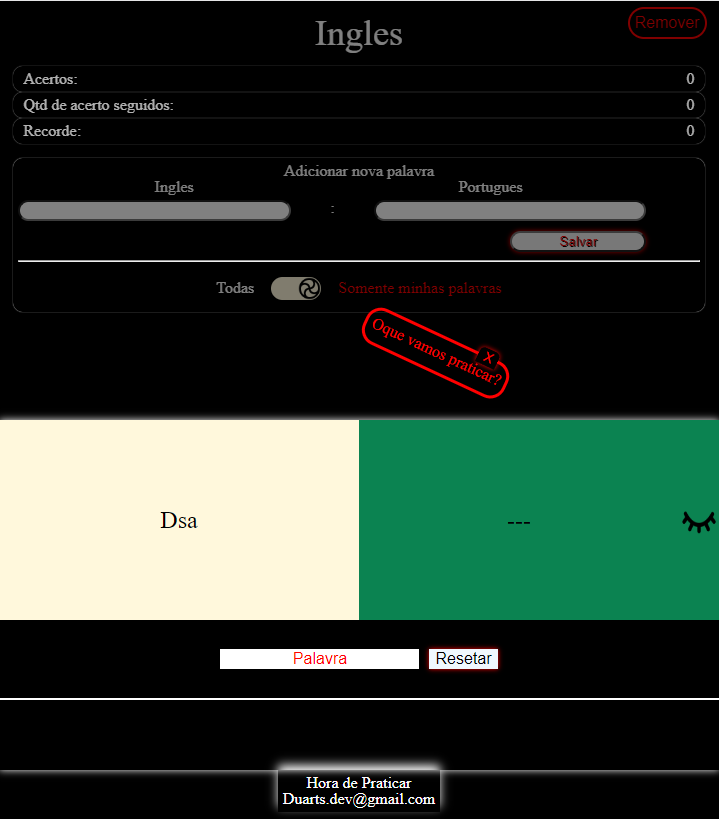 Ingles
Remover
Acertos: 0
Qtd de acerto seguidos: 0
Recorde: 0
Adicionar nova palavra
Ingles Portugues
:
Salvar
Todas Somente minhas palavras
Oque vamos praticar?
X
Dsa ---
Palavra Resetar
Hora de Praticar
Duarts.dev@gmail.com